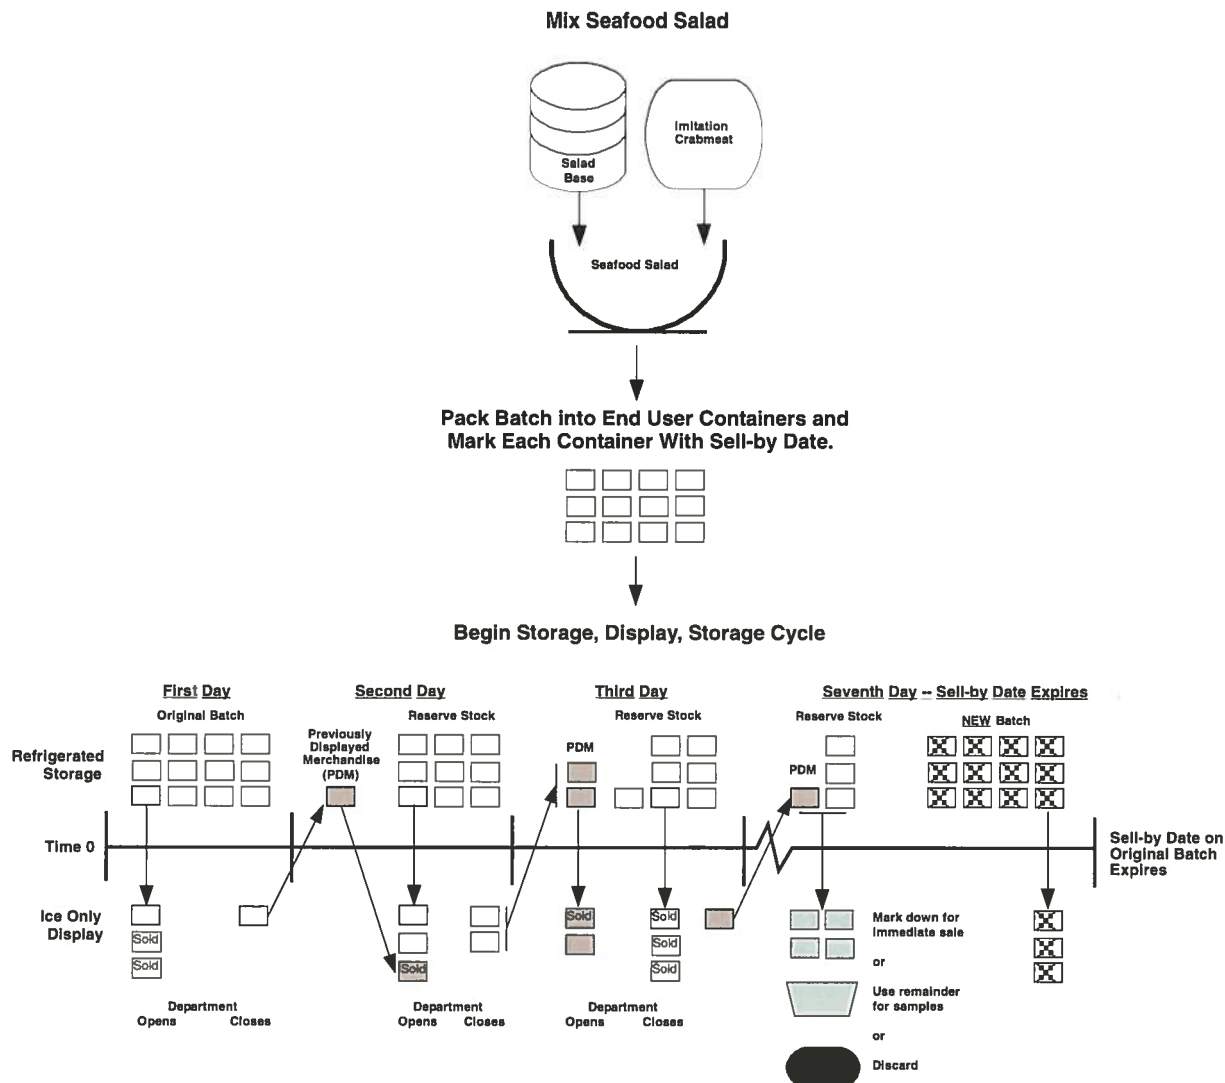 Mix Seafood Salad
Salad
Base
Imitation
Crabmeat
Seafood Salad
Pack Batch into End User Containers and
Mark Each Container With Sell-by Date.
Begin Storage, Display, Storage Cycle
First Day
Second Day
Third Day
Seventh Day -- Sell-by Date Expires
Original Batch
Previously
Displayed
Merchandise
(PDM)
Reserve Stock
Reserve Stock
Reserve Stock
NEW Batch
Refrigerated
Storage
PDM
PDM
Time 0
Sell-by Date on
Original Batch
Expires
Ice Only
Display
Sold
Sold
Sold
Sold
Sold
Sold
Sold
Mark down for
immediate sale
or
Use remainder
for samples
or
Discard
Department
Opens Closes
Department
Opens Closes
Department
Opens Closes